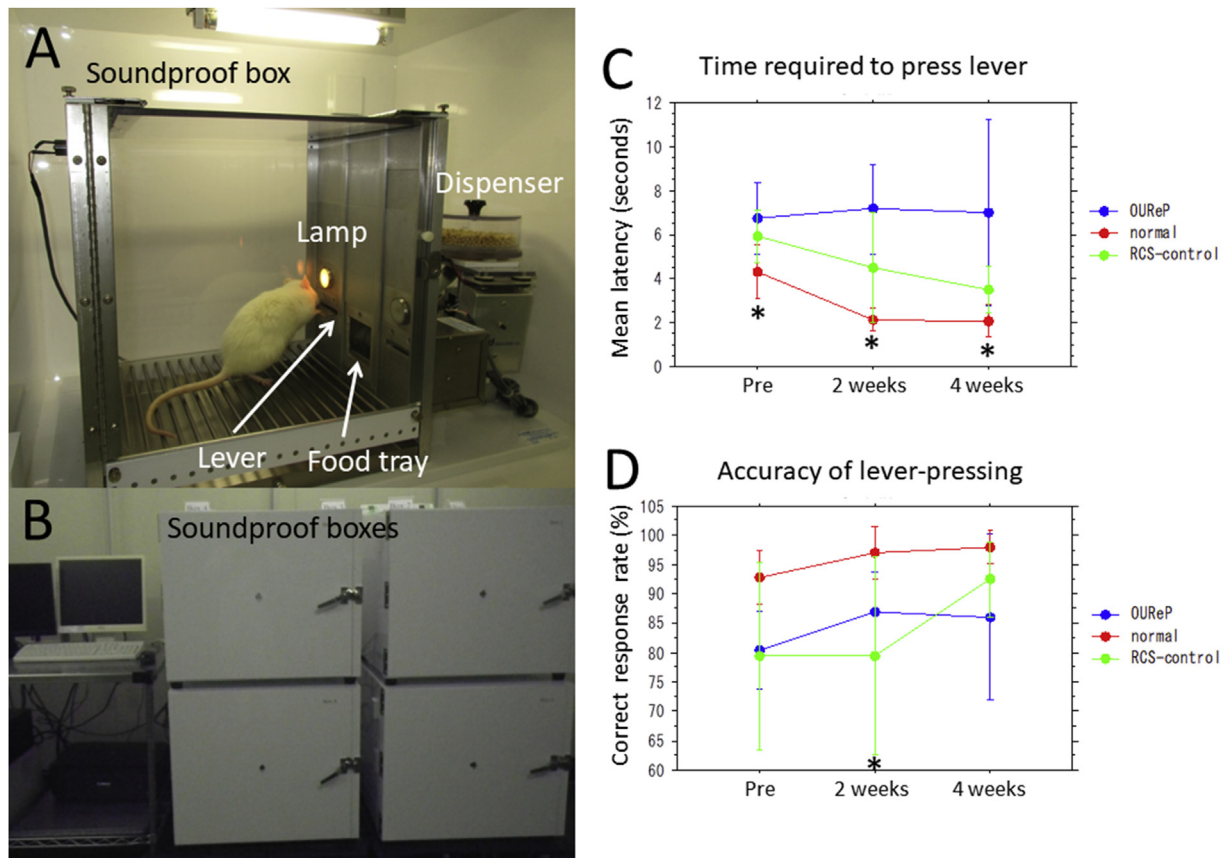 A
Soundproof box
Dispenser
Lamp
Lever
Food tray
B
Soundproof boxes
C
Time required to press lever
Mean latency (seconds)
12
10
8
6
4
2
0
*
*
*
Pre
2 weeks
4 weeks
OUReP
normal
RCS-control
D
Accuracy of lever-pressing
Correct response rate (%)
105
100
95
90
85
80
75
70
65
60
*
Pre
2 weeks
4 weeks
OUReP
normal
RCS-control